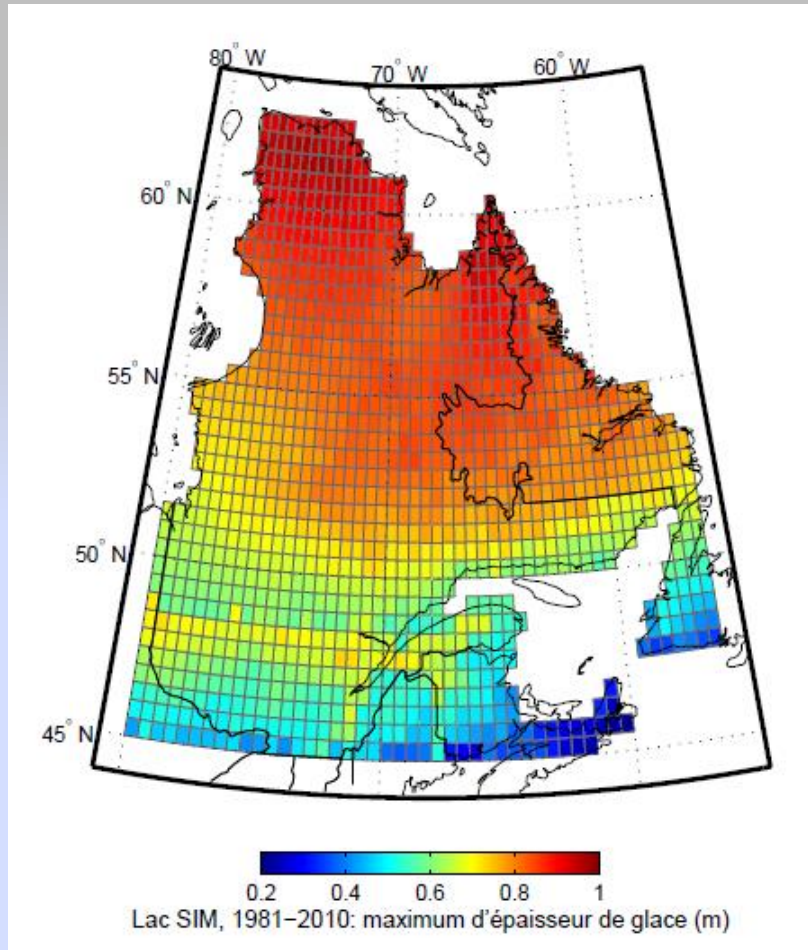 80° W
70° W
60° W
60° N
55° N
50° N
45° N
0.2 0.4 0.6 0.8 1
Lac SIM, 1981−2010: maximum d'épaisseur de glace (m)